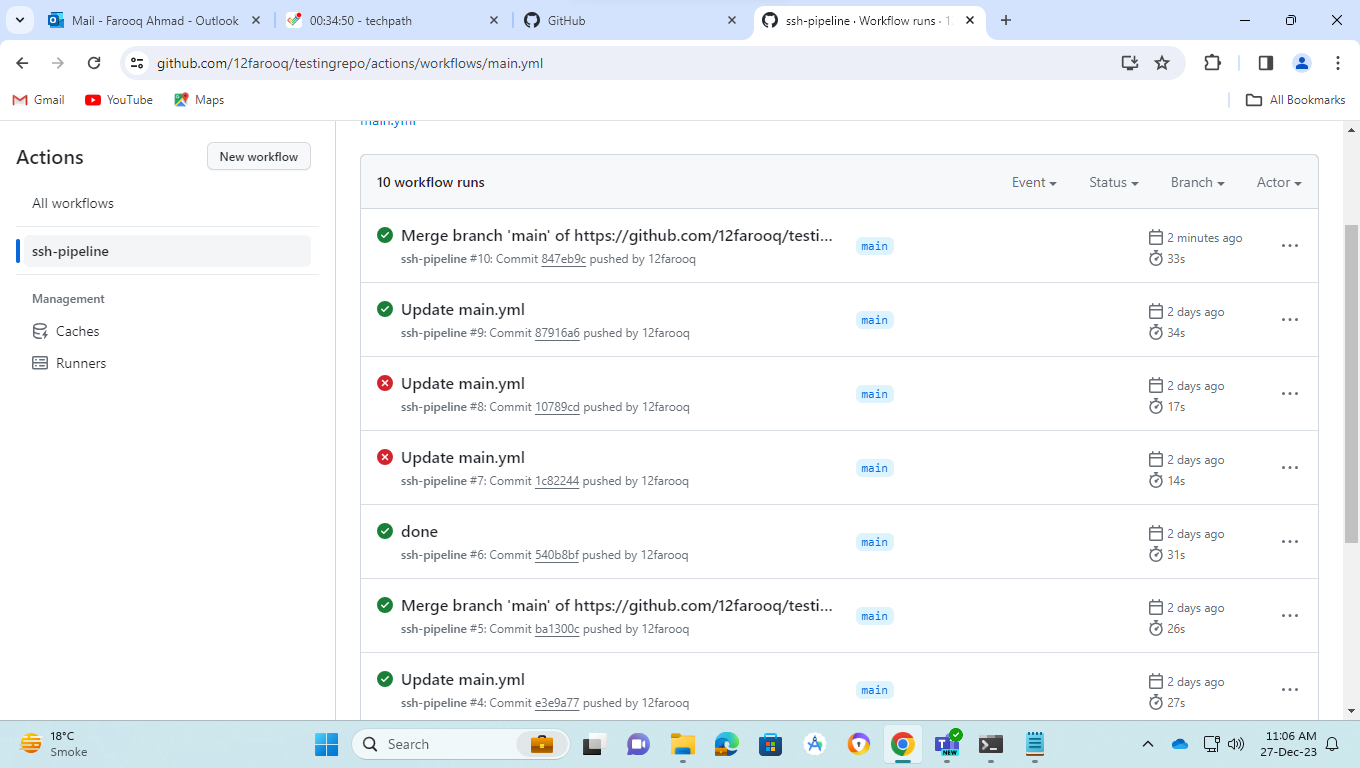 Mail - Farooq Ahmad - Outlook
00:34:50 - techpath
GitHub
ssh-pipeline · Workflow runs · 12
github.com/12farooq/testingrepo/actions/workflows/main.yml
Gmail
YouTube
Maps
All Bookmarks
main.yml
Actions
New workflow
All workflows
ssh-pipeline
Management
Caches
Runners
10 workflow runs
Event
Status
Branch
Actor
Merge branch 'main' of https://github.com/12farooq/testi...
main
2 minutes ago
ssh-pipeline #10: Commit 847eb9c pushed by 12farooq
33s
Update main.yml
main
2 days ago
ssh-pipeline #9: Commit 87916a6 pushed by 12farooq
34s
Update main.yml
main
2 days ago
ssh-pipeline #8: Commit 10789cd pushed by 12farooq
17s
Update main.yml
main
2 days ago
ssh-pipeline #7: Commit 1c82244 pushed by 12farooq
14s
done
main
2 days ago
ssh-pipeline #6: Commit 540b8bf pushed by 12farooq
31s
Merge branch 'main' of https://github.com/12farooq/testi...
main
2 days ago
ssh-pipeline #5: Commit ba1300c pushed by 12farooq
26s
Update main.yml
main
2 days ago
ssh-pipeline #4: Commit e3e9a77 pushed by 12farooq
27s
18°C
Smoke
Search
NEW
11:06 AM
27-Dec-23